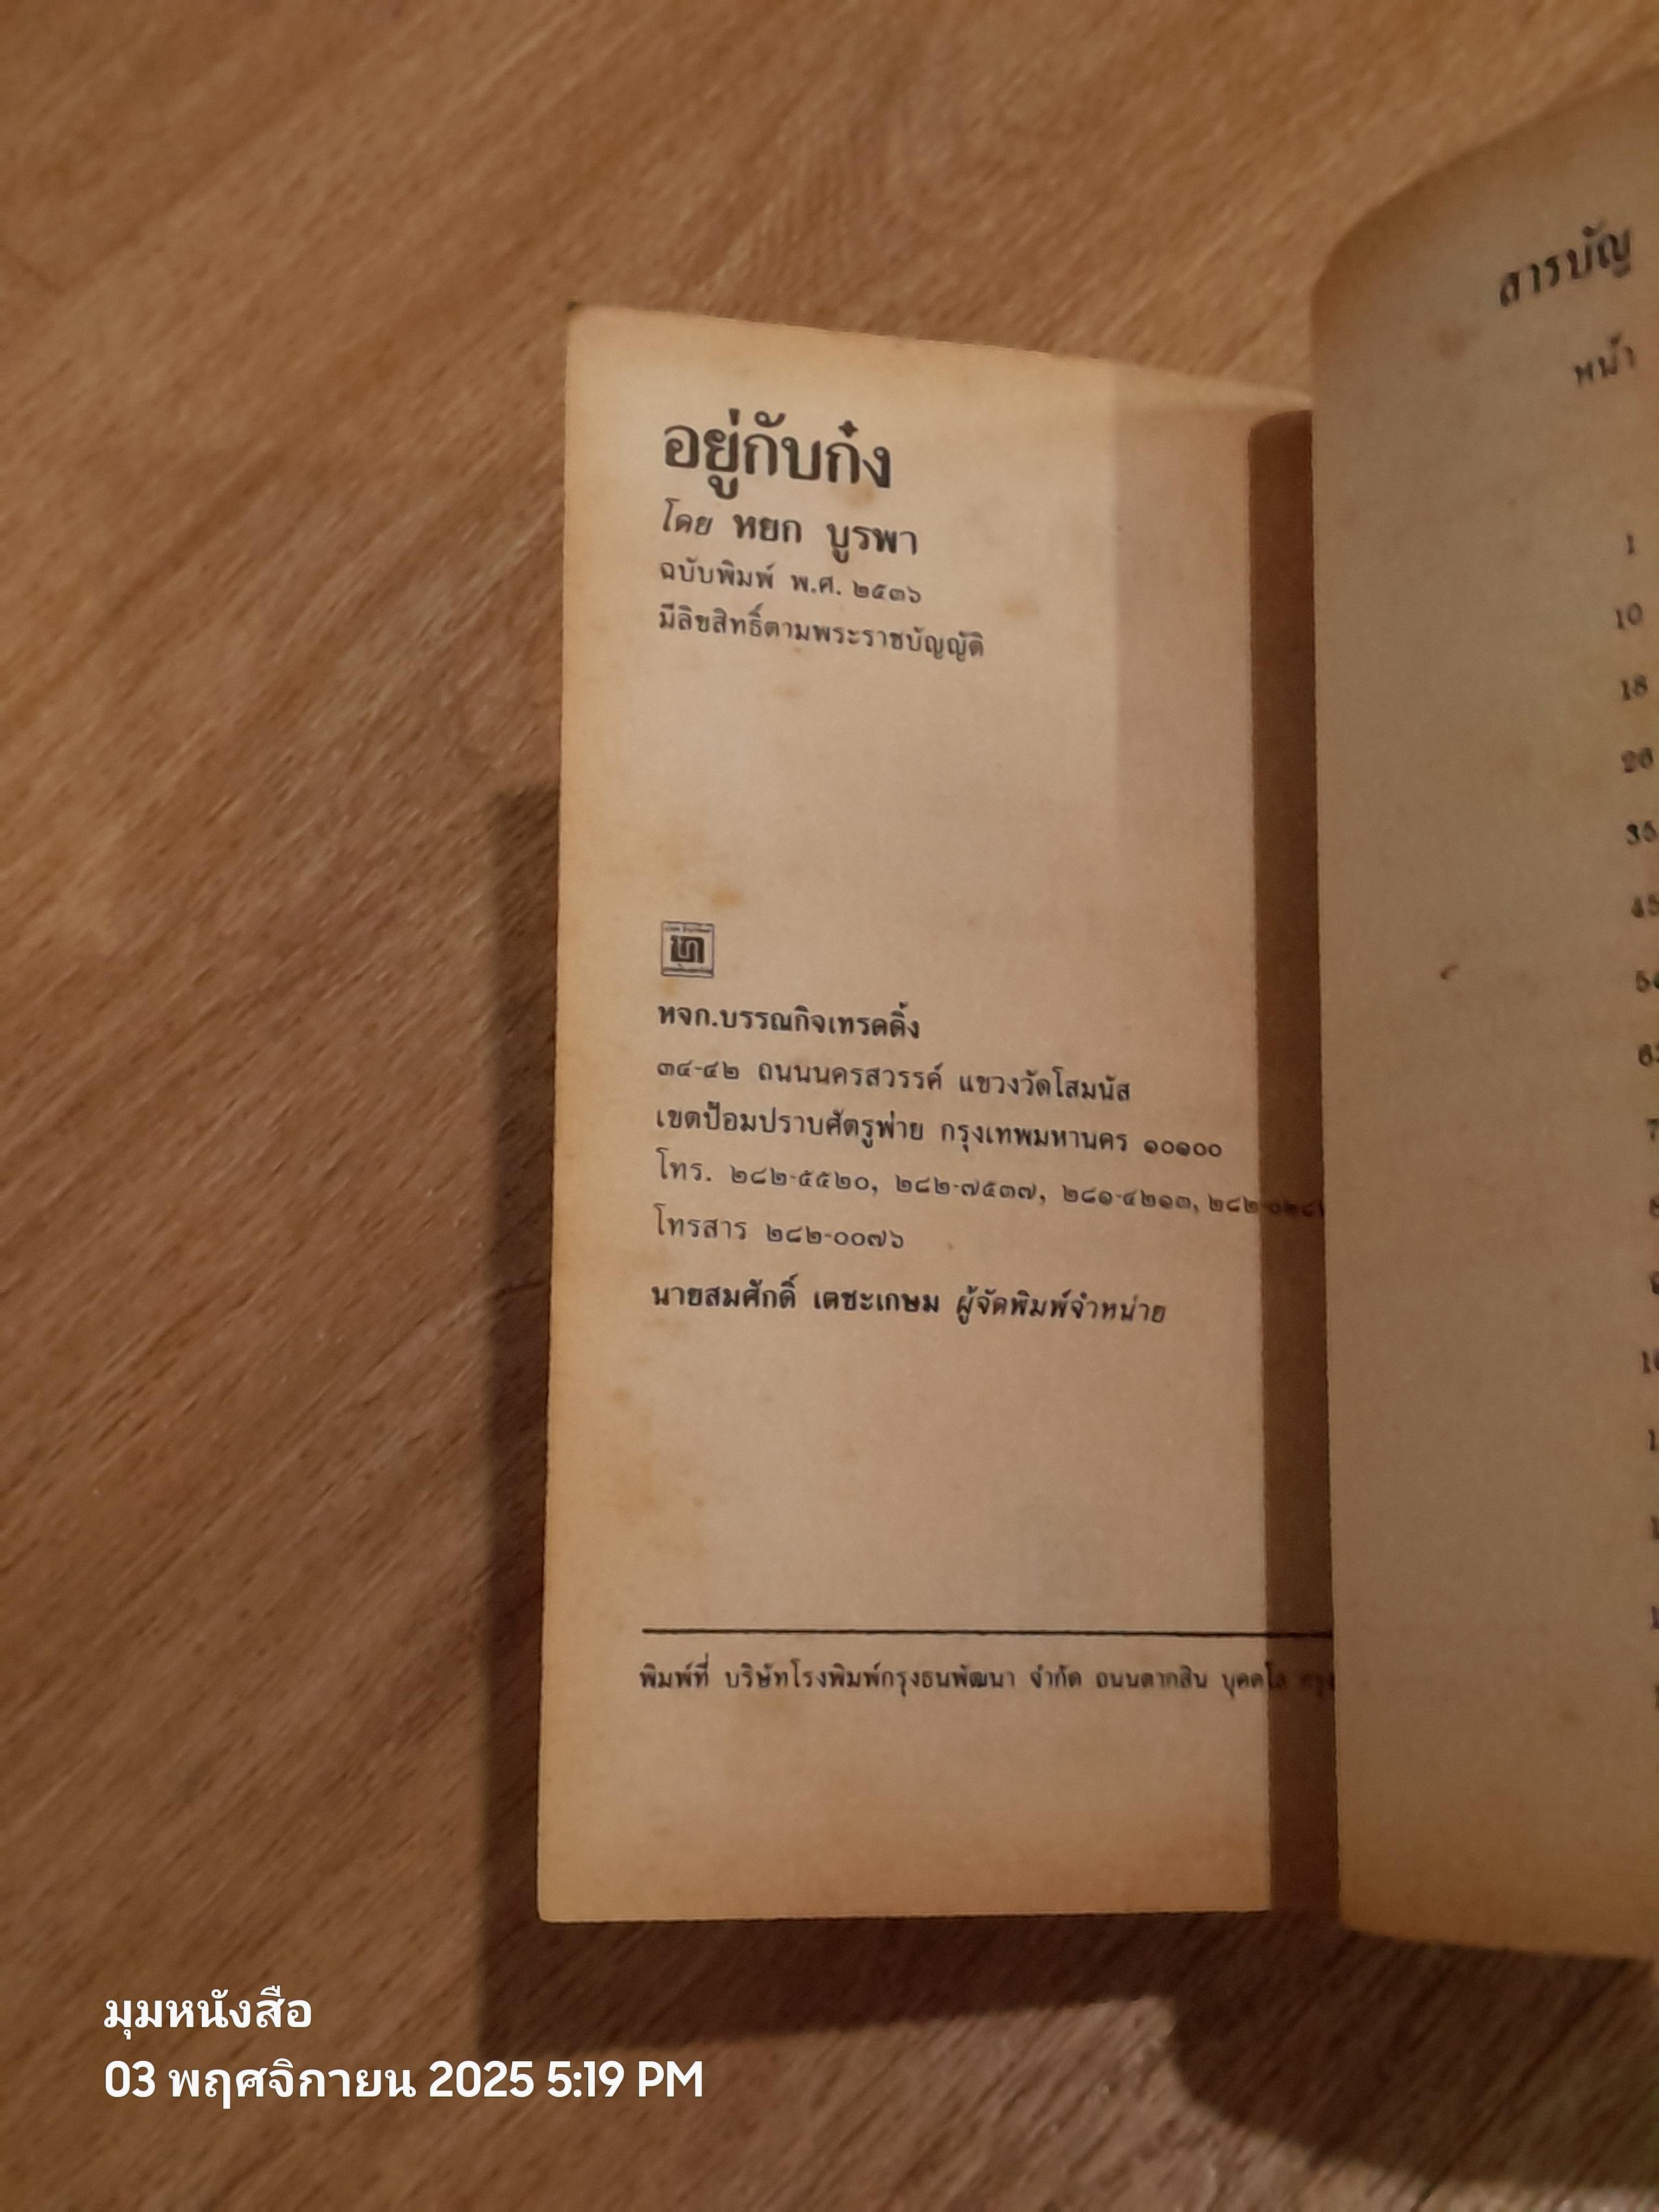 อยู่กับก๋ง
โดย หยก บูรพา
ฉบับพิมพ์ พ.ศ. ๒๕๓๖
มีลิขสิทธิ์ตามพระราชบัญญัติ
หจก.บรรณกิจเทรดดิ้ง
๓๔-๔๒ ถนนนครสวรรค์ แขวงวัดโสมนัส
เขตป้อมปราบศัตรูพ่าย กรุงเทพมหานคร ๑๐๑๐๐
โทร. ๒๘๒-๕๕๒๐, ๒๘๒-๗๕๓๗, ๒๘๑-๔๒๑๓,
โทรสาร ๒๘๒-๐๐๗๖
นายสมศักดิ์ เตชะเกษม ผู้จัดพิมพ์จำหน่าย
พิมพ์ที่ บริษัทโรงพิมพ์กรุงธนพัฒนา จำกัด ถนนตากสิน บุคคโล
สารบัญ
หน้า
1
10
18
26
35
45
มุมหนังสือ
03 พฤศจิกายน 2025 5:19 PM